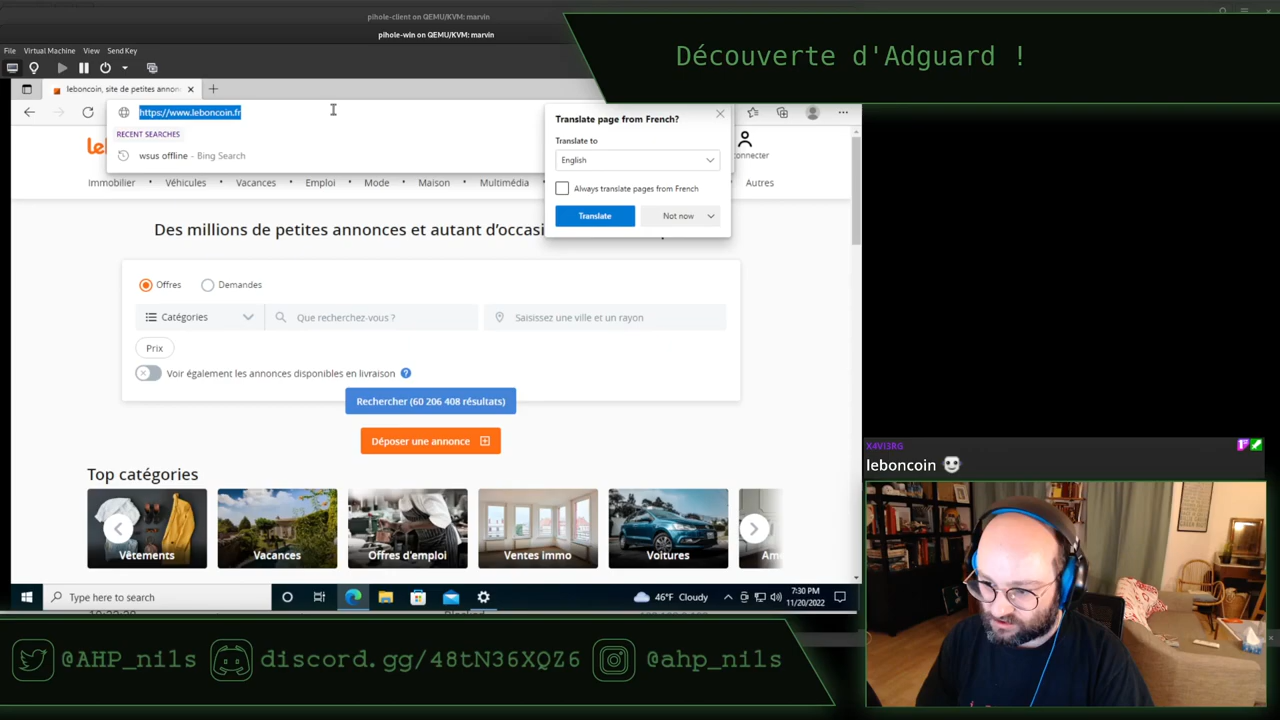 pihole-client on QEMU/KVM: marvin
pihole-win on QEMU/KVM: marvin
File Virtual Machine View Send Key
Découverte d'Adguard !
leboncoin, site de petites annon
https://www.leboncoin.fr
RECENT SEARCHES
wsus offline - Bing Search
Translate page from French?
Translate to
English
Always translate pages from French
Translate Not now
connecter
Immobilier • Véhicules • Vacances • Emploi • Mode • Maison • Multimédia • Autres
Des millions de petites annonces et autant d'occasi
Offres Demandes
Catégories Que recherchez-vous ? Saisissez une ville et un rayon
Prix
Voir également les annonces disponibles en livraison
Rechercher (60 206 408 résultats)
Déposer une annonce
Top catégories
Vêtements Vacances Offres d'emploi Ventes immo Voitures
X4VI3RG
leboncoin
Type here to search
46°F Cloudy
7:30 PM
11/20/2022
@AHP_nils discord.gg/48tN36XQZ6 @ahp_nils